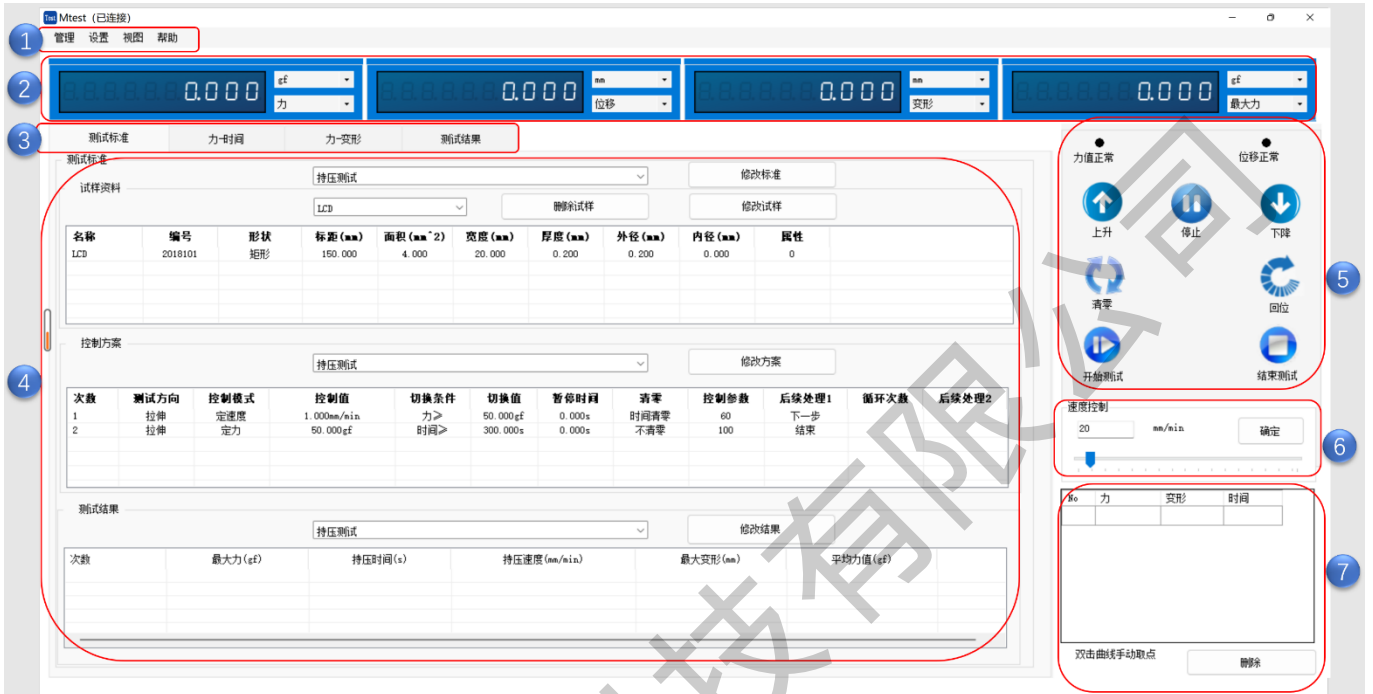 Test Mtest (已连接)
1 管理 设置 视图 帮助
2 0.000 gf 力 0.000 mm 位移 0.000 mm 变形 0.000 gf 最大力
3 测试标准 力-时间 力-变形 测试结果
测试标准
持压测试 修改标准
试样资料
LCD 删除试样 修改试样
名称 编号 形状 标距(mm) 面积(mm^2) 宽度(mm) 厚度(mm) 外径(mm) 内径(mm) 属性
LCD 2018101 矩形 150.000 4.000 20.000 0.200 0.200 0.000 0
控制方案
持压测试 修改方案
4
次数 测试方向 控制模式 控制值 切换条件 切换值 暂停时间 清零 控制参数 后续处理1 循环次数 后续处理2
1 拉伸 定速度 1.000mm/min 力≥ 50.000gf 0.000s 时间清零 60 下一步
2 拉伸 定力 50.000gf 时间≥ 300.000s 0.000s 不清零 100 结束
测试结果
持压测试 修改结果
次数 最大力(gf) 持压时间(s) 持压速度(mm/min) 最大变形(mm) 平均力值(gf)
力值正常 位移正常
上升 停止 下降
5
清零 回位
开始测试 结束测试
速度控制
20 mm/min 确定
6
No 力 变形 时间
7
双击曲线手动取点 删除
科技有限公司